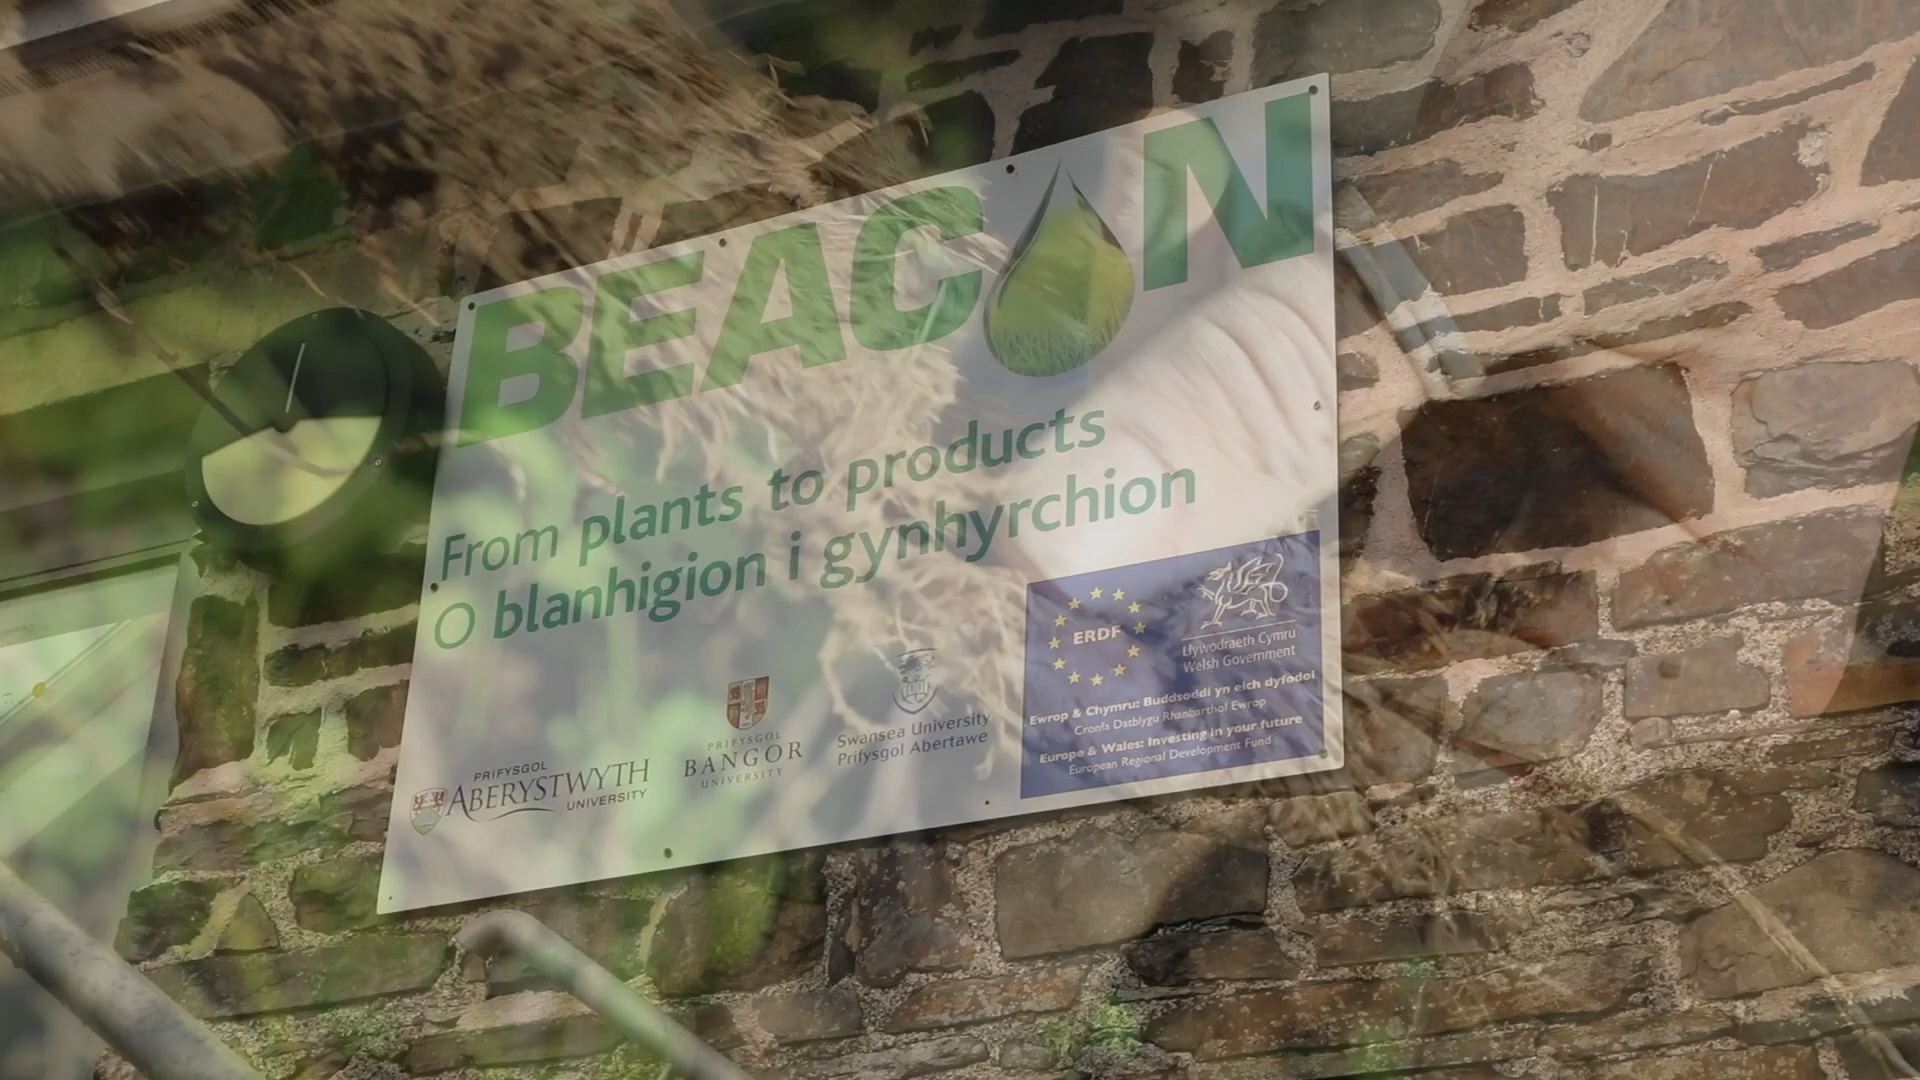 BEACON
From plants to products
O blanhigion i gynhyrchion
PRIFYSGOL
ABERYSTWYTH
UNIVERSITY
PRIFYSGOL
BANGOR
UNIVERSITY
Swansea University
Prifysgol Abertawe
ERDF
Llywodraeth Cymru
Welsh Government
Ewrop & Chymru: Buddsoddi yn eich dyfodol
Cronfa Datblygu Rhanbarthol Ewrop
Europe & Wales: Investing in your future
European Regional Development Fund